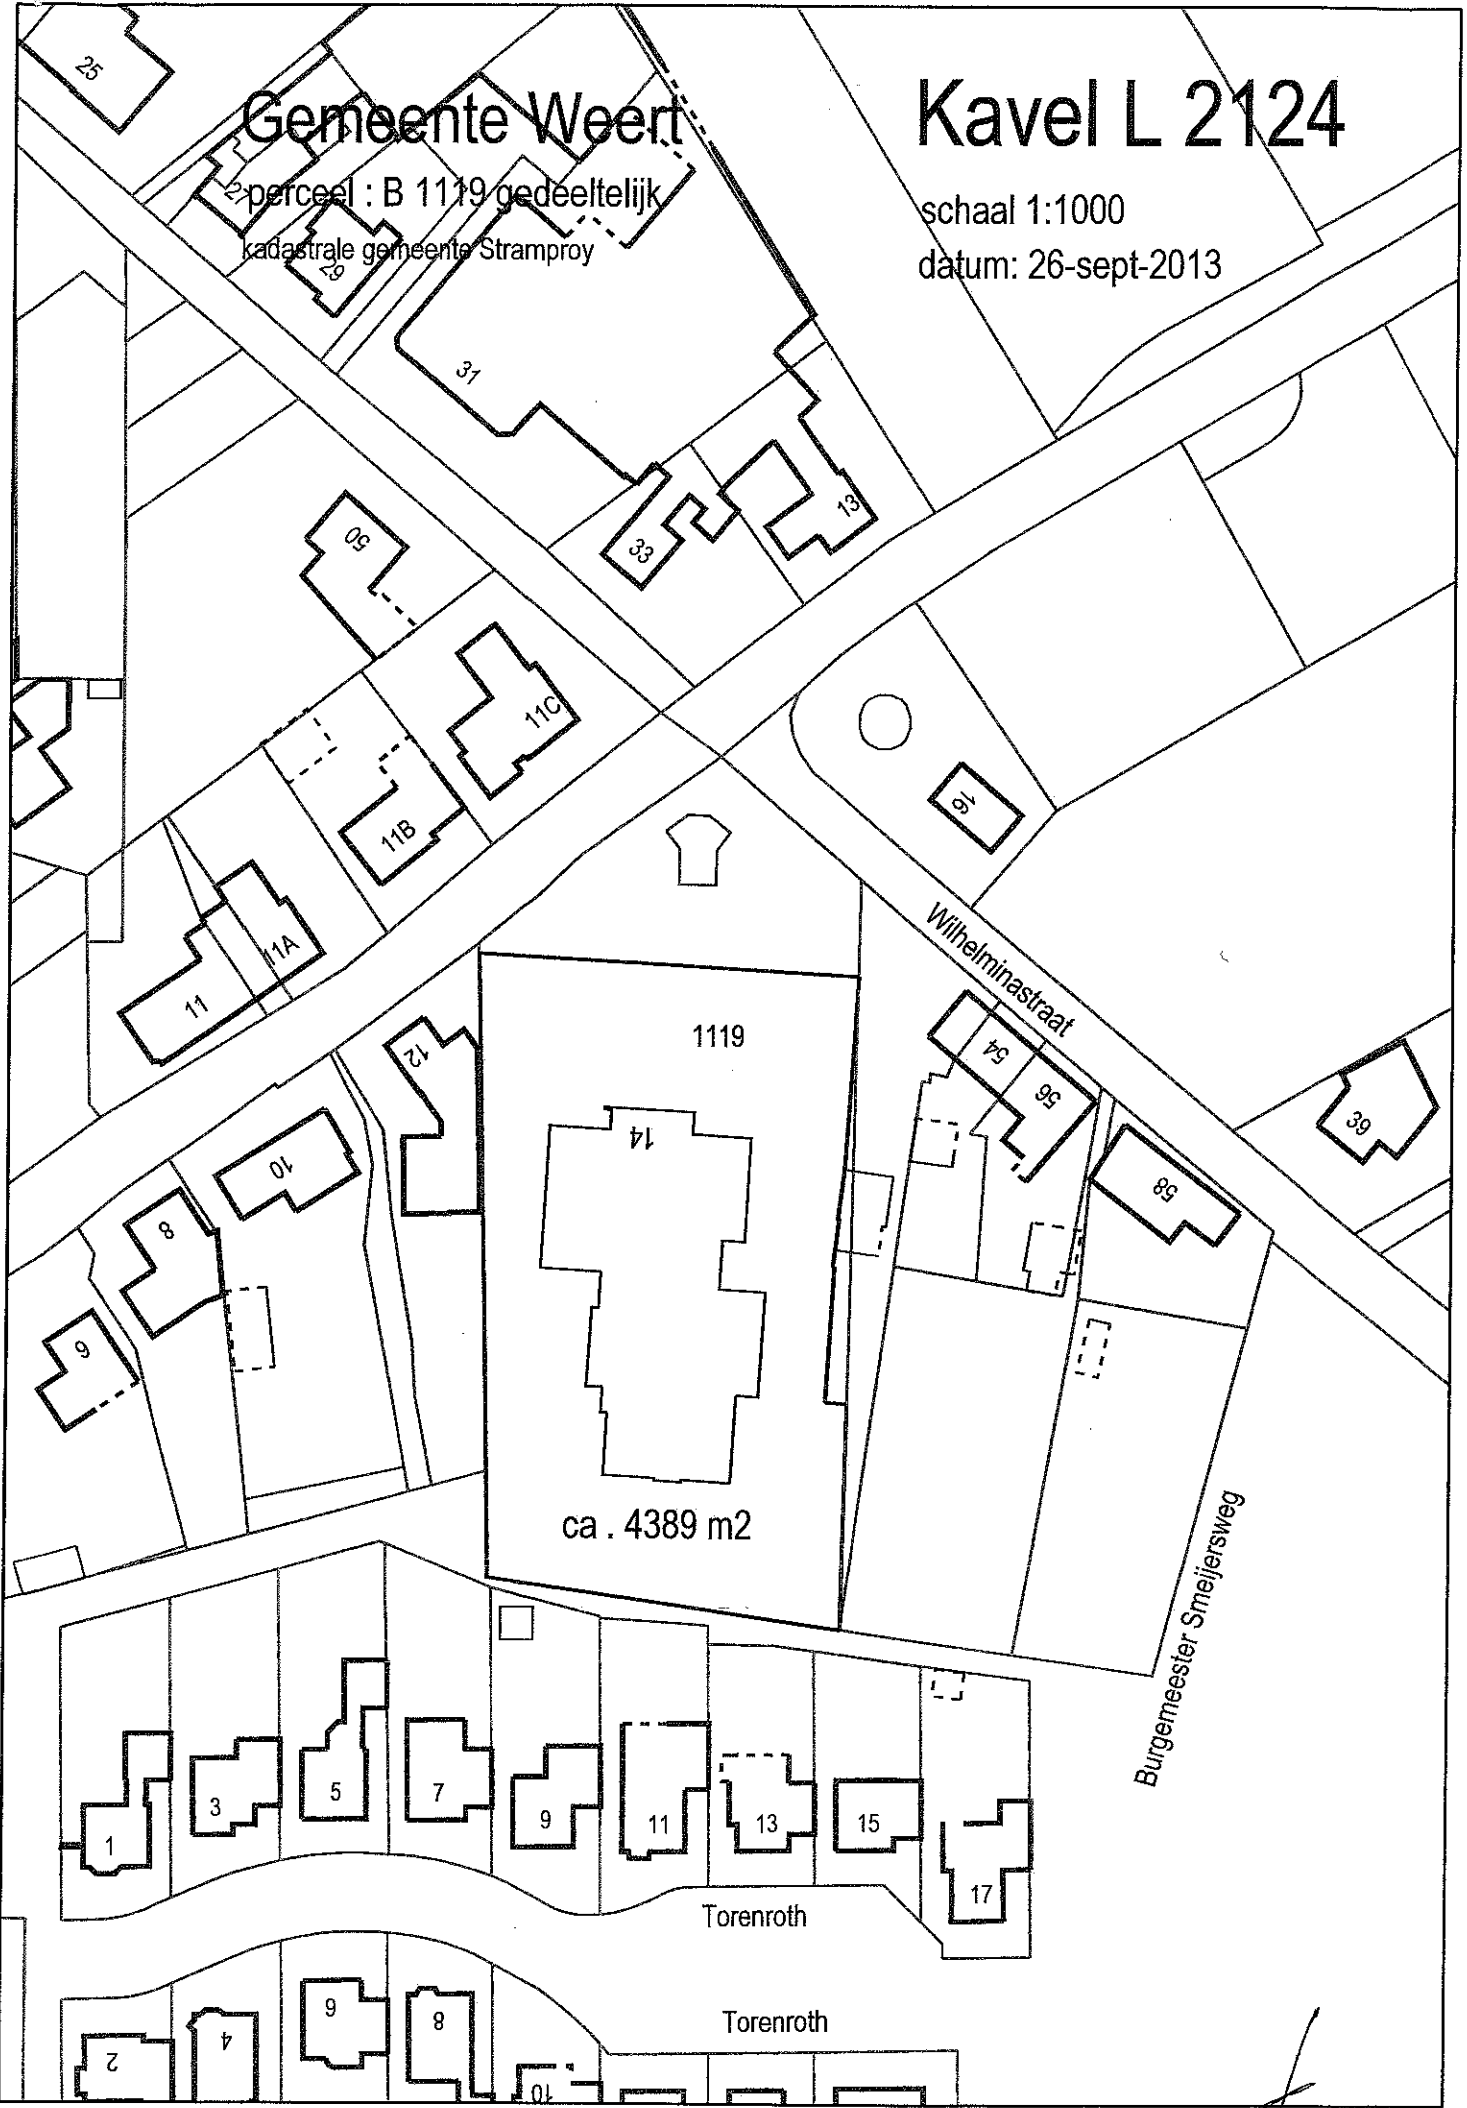 Gemeente Weert
perceel : B 1119 gedeeltelijk
kadastrale gemeente Stramproy
Kavel L 2124
schaal 1:1000
datum: 26-sept-2013
25
27
29
31
33
13
50
11C
11B
11A
11
16
Wilhelminastraat
12
10
8
6
1119
14
54
56
58
39
ca . 4389 m2
Burgemeester Smeijersweg
1
3
5
7
9
11
13
15
17
Torenroth
Torenroth
2
4
6
8
10